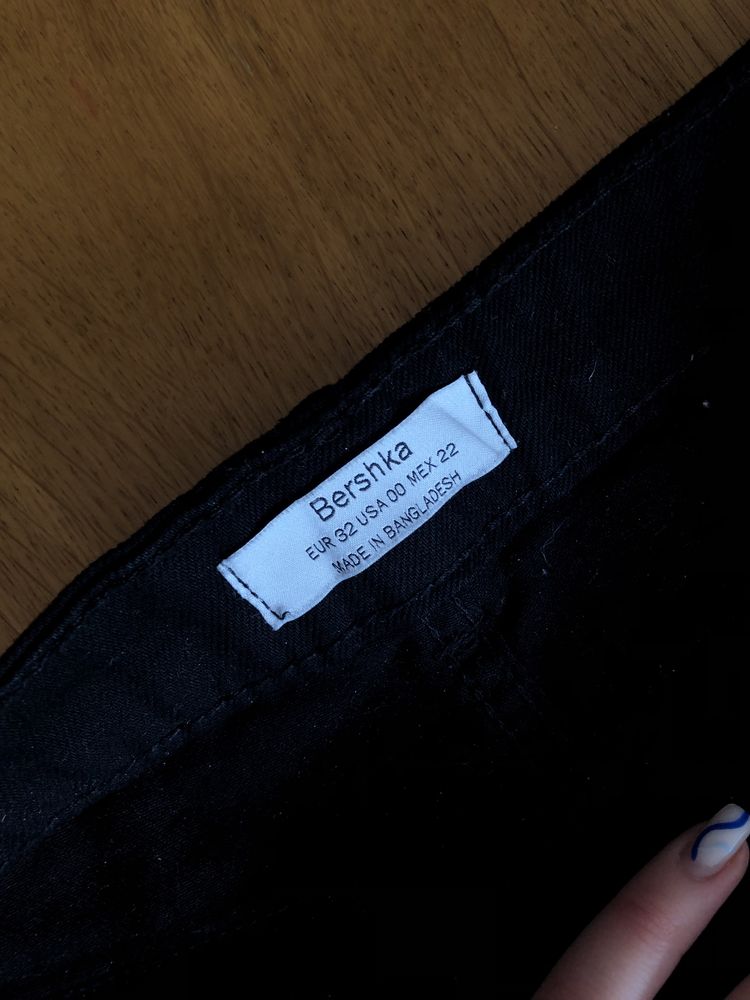 Bershka
EUR 32 USA 00 MEX 22
MADE IN BANGLADESH